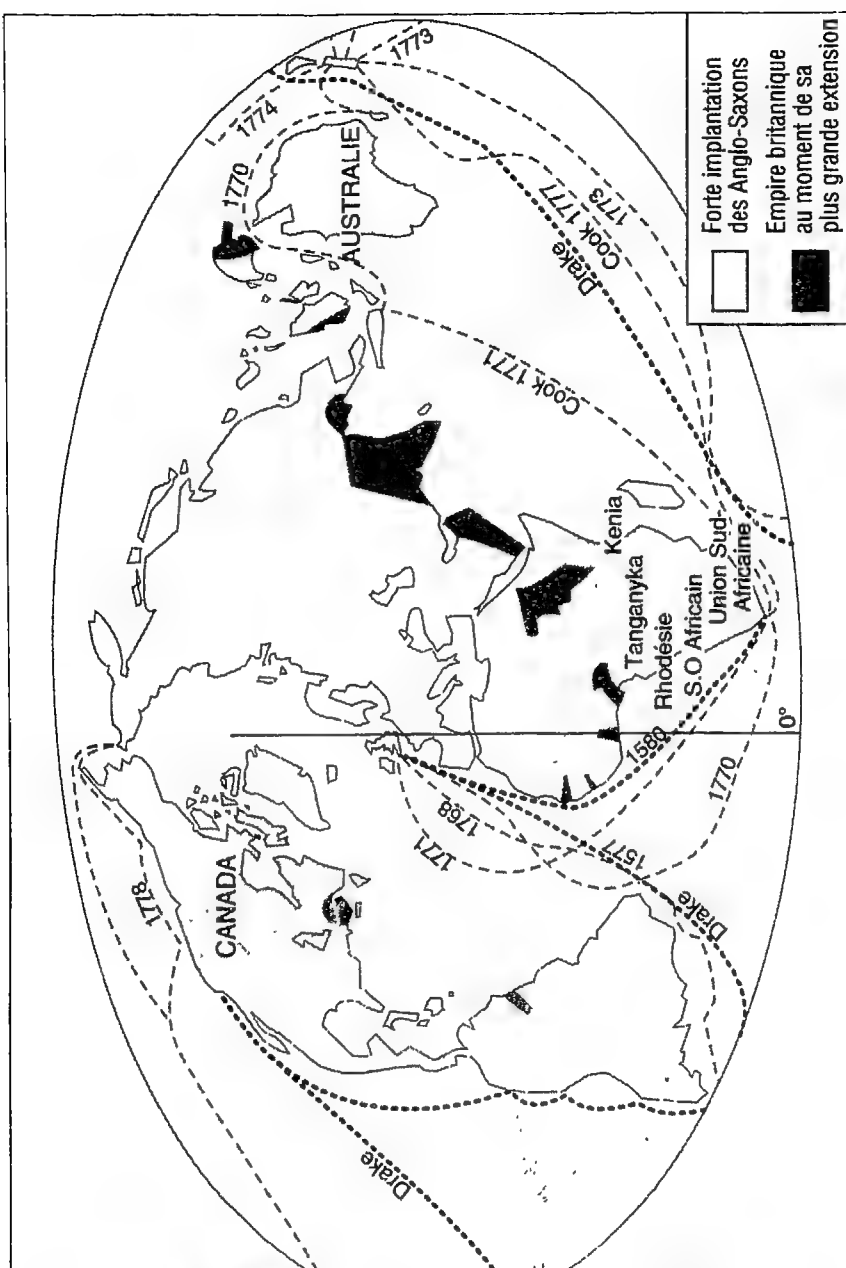 CANADA
1778
Drake
Drake
1577
1768
1771
1770
1580
0°
Kenia
Tanganyka
Rhodésie
S.O Africain
Union Sud-
Africaine
Cook 1771
Drake
Cook 1777
1773
AUSTRALIE
1770
1774
1773
Forte implantation
des Anglo-Saxons
Empire britannique
au moment de sa
plus grande extension